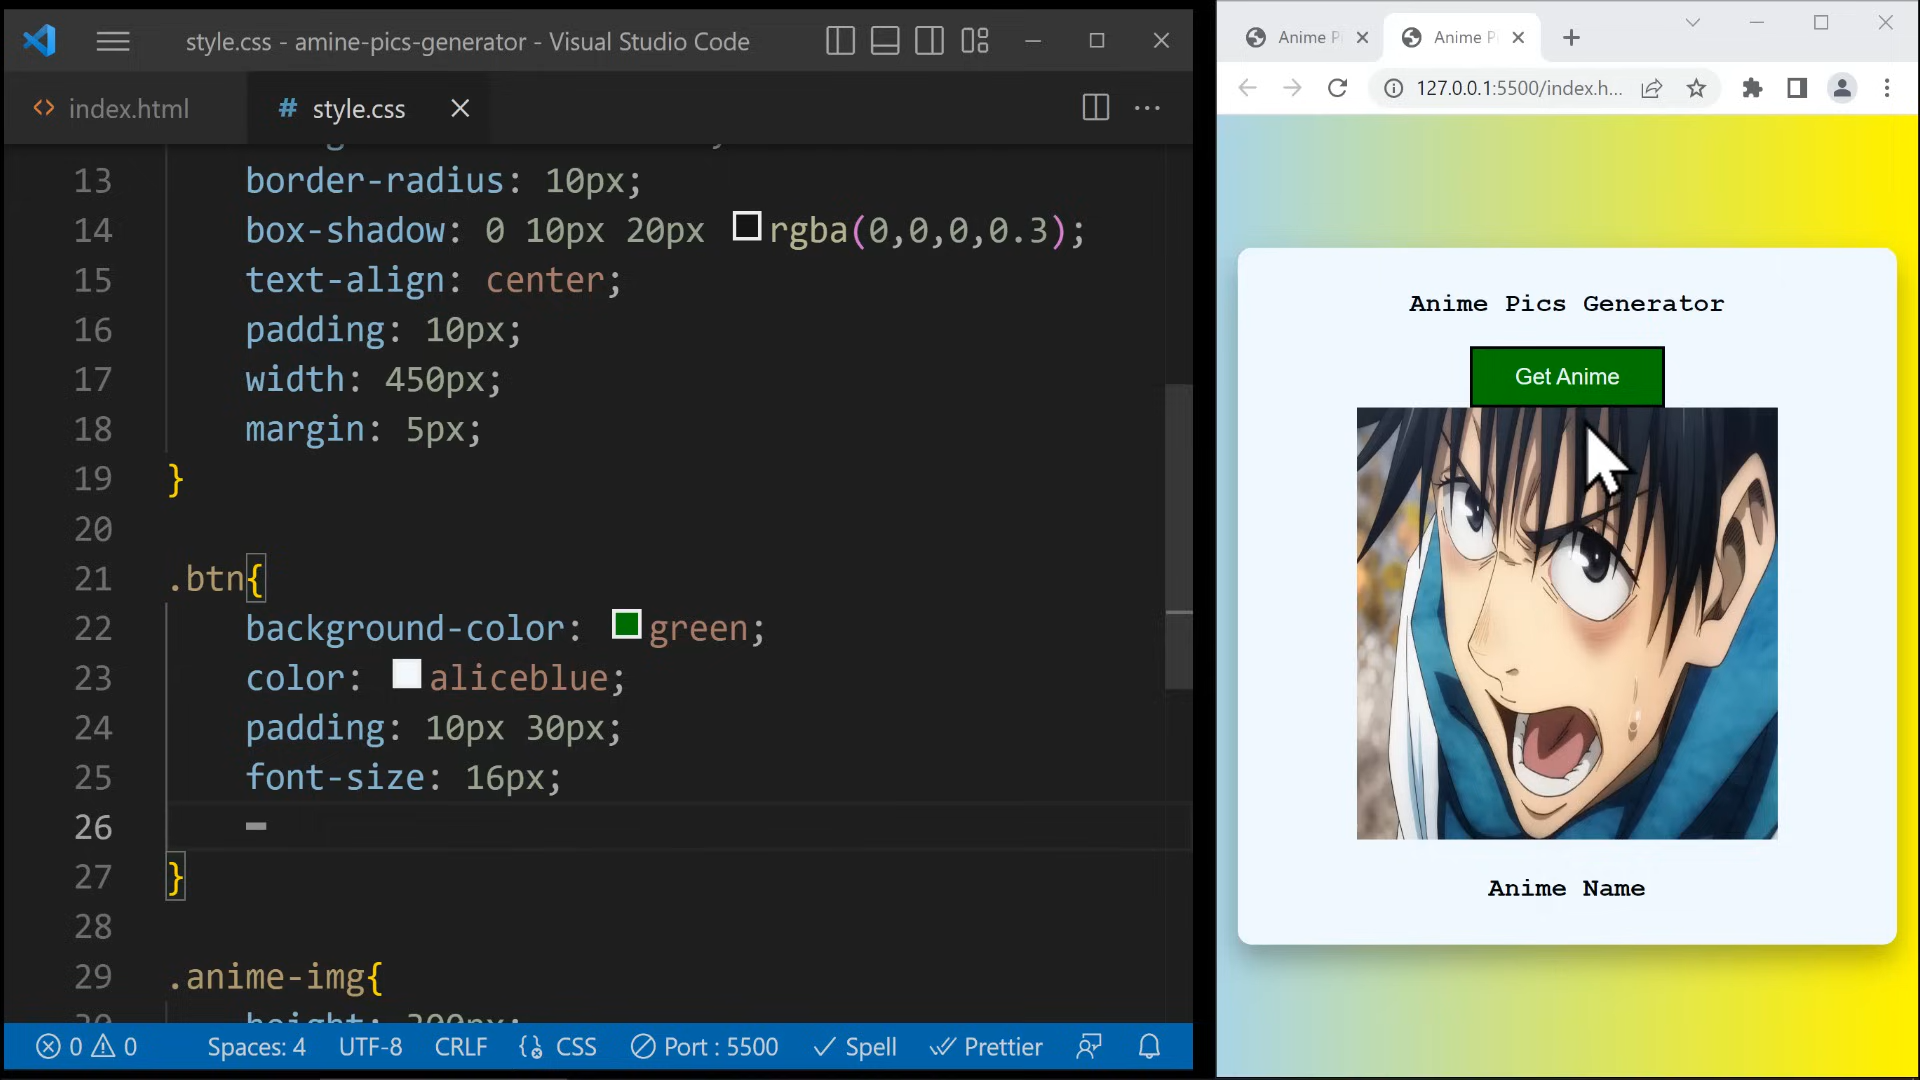 style.css - amine-pics-generator - Visual Studio Code
index.html
# style.css
13 border-radius: 10px;
14 box-shadow: 0 10px 20px rgba(0,0,0,0.3);
15 text-align: center;
16 padding: 10px;
17 width: 450px;
18 margin: 5px;
19 }
20
21 .btn{
22 background-color: green;
23 color: aliceblue;
24 padding: 10px 30px;
25 font-size: 16px;
26
27 }
28
29 .anime-img{
0 0 Spaces: 4 UTF-8 CRLF CSS Port : 5500 Spell Prettier
Anime P
Anime P
127.0.0.1:5500/index.h...
Anime Pics Generator
Get Anime
Anime Name